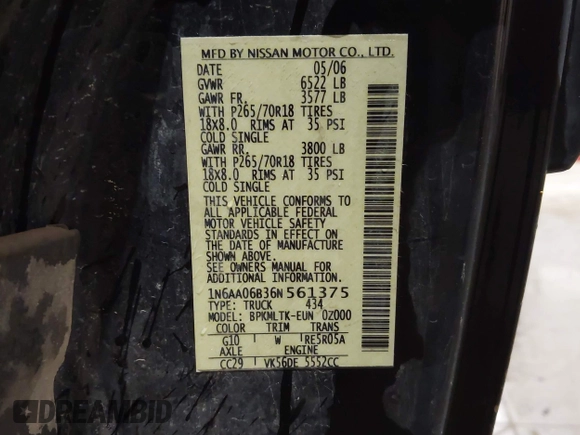 MFD BY NISSAN MOTOR CO., LTD.
DATE 05/06
GVWR 6522 LB
GAWR FR. 3577 LB
WITH P265/70R18 TIRES
18X8.0 RIMS AT 35 PSI
COLD SINGLE
GAWR RR. 3800 LB
WITH P265/70R18 TIRES
18X8.0 RIMS AT 35 PSI
COLD SINGLE
THIS VEHICLE CONFORMS TO
ALL APPLICABLE FEDERAL
MOTOR VEHICLE SAFETY
STANDARDS IN EFFECT ON
THE DATE OF MANUFACTURE
SHOWN ABOVE.
SEE OWNERS MANUAL FOR
ADDITIONAL INFORMATION.
1N6AA06B36N561375
TYPE: TRUCK 434
MODEL: BPKMLTK-EUN 0Z000
COLOR TRIM TRANS
G10 W RE5R05A
AXLE ENGINE
CC29 VK56DE 5552CC
DREAMBID